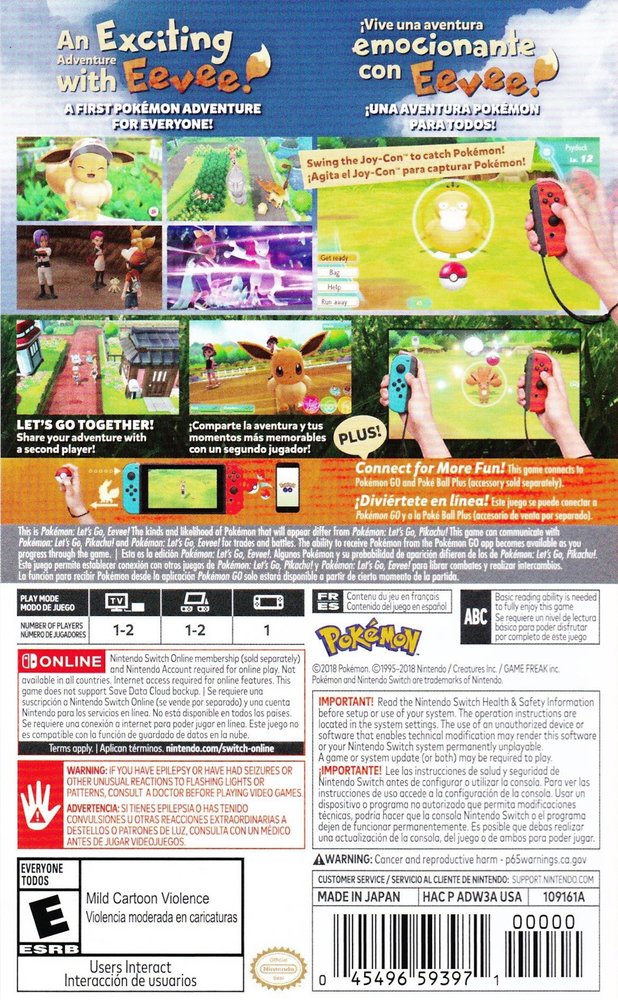 An Exciting
Adventure
with Eevee!
A FIRST POKÉMON ADVENTURE
FOR EVERYONE!
¡Vive una aventura
emocionante
con Eevee!
¡UNA AVENTURA POKÉMON
PARA TODOS!
Swing the Joy-Con™ to catch Pokémon!
¡Agita el Joy-Con™ para capturar Pokémon!
Psyduck
Lv. 12
Get ready
Bag
Help
Run away
LET'S GO TOGETHER!
Share your adventure with
a second player!
¡Comparte la aventura y tus
momentos más memorables
con un segundo jugador!
PLUS!
Connect for More Fun! This game connects to
Pokémon GO and Poké Ball Plus (accessory sold separately).
¡Diviértete en línea! Este juego se puede conectar a
Pokémon GO y a la Poké Ball Plus (accesorio de venta por separado).
This is Pokémon: Let's Go, Eevee! The kinds and likelihood of Pokémon that will appear differ from Pokémon: Let's Go, Pikachu! This game can communicate with
Pokémon: Let's Go, Pikachu! and Pokémon: Let's Go, Eevee! for trades and battles. The ability to receive Pokémon from the Pokémon GO app becomes available as you
progress through the game. | Esta es la edición Pokémon: Let's Go, Eevee!. Algunos Pokémon y su probabilidad de aparición difieren de los de Pokémon: Let's Go, Pikachu!.
Este juego permite establecer conexión con otros juegos de Pokémon: Let's Go, Pikachu! y Pokémon: Let's Go, Eevee! para librar combates y realizar intercambios.
La función para recibir Pokémon desde la aplicación Pokémon GO solo estará disponible a partir de cierto momento de la partida.
PLAY MODE
MODO DE JUEGO
TV
NUMBER OF PLAYERS
NÚMERO DE JUGADORES
1-2
1-2
1
FR
ES
Contenu du jeu en français
Contenido del juego en español
ABC
Basic reading ability is needed
to fully enjoy this game
Se requiere un nivel de lectura
básico para poder disfrutar
por completo de este juego
POKéMON
©2018 Pokémon. ©1995-2018 Nintendo / Creatures Inc. / GAME FREAK inc.
Pokémon and Nintendo Switch are trademarks of Nintendo.
ONLINE
Nintendo Switch Online membership (sold separately)
and Nintendo Account required for online play. Not
available in all countries. Internet access required for online features. This
game does not support Save Data Cloud backup. | Se requiere una
suscripción a Nintendo Switch Online (se vende por separado) y una cuenta
Nintendo para los servicios en línea. No está disponible en todos los países.
Se requiere una conexión a internet para poder jugar en línea. Este juego no
es compatible con la función de guardado de datos en la nube.
Terms apply. | Aplican términos. nintendo.com/switch-online
WARNING: IF YOU HAVE EPILEPSY OR HAVE HAD SEIZURES OR
OTHER UNUSUAL REACTIONS TO FLASHING LIGHTS OR
PATTERNS, CONSULT A DOCTOR BEFORE PLAYING VIDEO GAMES.
ADVERTENCIA: SI TIENES EPILEPSIA O HAS TENIDO
CONVULSIONES U OTRAS REACCIONES EXTRAORDINARIAS A
DESTELLOS O PATRONES DE LUZ, CONSULTA CON UN MÉDICO
ANTES DE JUGAR VIDEOJUEGOS.
IMPORTANT! Read the Nintendo Switch Health & Safety Information
before setup or use of your system. The operation instructions are
located in the system settings. The use of an unauthorized device or
software that enables technical modification may render this software
or your Nintendo Switch system permanently unplayable.
A game or system update (or both) may be required to play.
¡IMPORTANTE! Lee las instrucciones de salud y seguridad de
Nintendo Switch antes de configurar o utilizar la consola. Para ver las
instrucciones de uso accede a la configuración de la consola. Usar un
dispositivo o programa no autorizado que permita modificaciones
técnicas, podría hacer que la consola Nintendo Switch o el programa
dejen de funcionar permanentemente. Es posible que debas realizar
una actualización de la consola, del juego o de ambos para poder jugar.
WARNING: Cancer and reproductive harm - p65warnings.ca.gov
CUSTOMER SERVICE / SERVICIO AL CLIENTE DE NINTENDO: SUPPORT.NINTENDO.COM
MADE IN JAPAN
HAC P ADW3A USA
109161A
EVERYONE
TODOS
E
ESRB
Mild Cartoon Violence
Violencia moderada en caricaturas
Users Interact
Interacción de usuarios
Official
Nintendo
Seal
00000
0 45496 59397 1